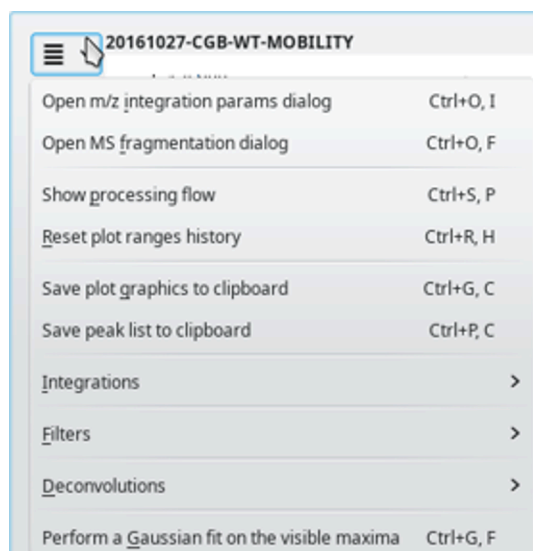 20161027-CGB-WT-MOBILITY
Open m/z integration params dialog Ctrl+O, I
Open MS fragmentation dialog Ctrl+O, F
Show processing flow Ctrl+S, P
Reset plot ranges history Ctrl+R, H
Save plot graphics to clipboard Ctrl+G, C
Save peak list to clipboard Ctrl+P, C
Integrations
Filters
Deconvolutions
Perform a Gaussian fit on the visible maxima Ctrl+G, F